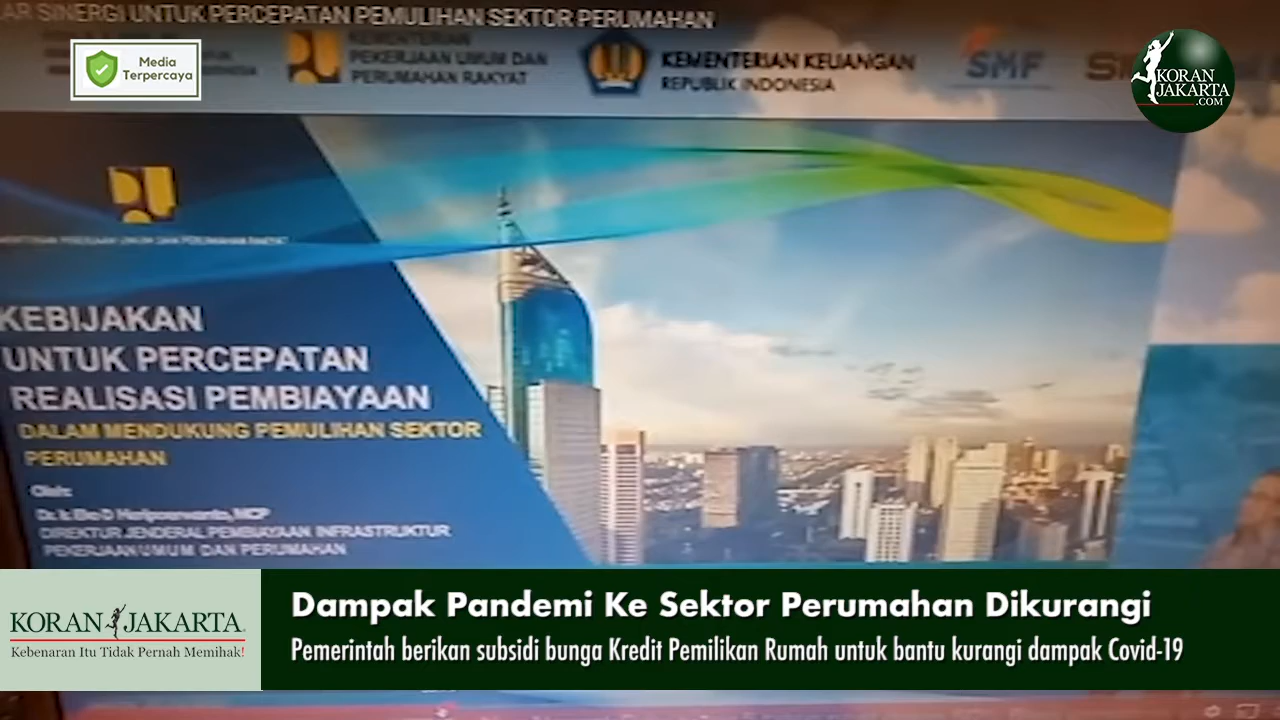 AR SINERGI UNTUK PERCEPATAN PEMULIHAN SEKTOR PERUMAHAN
Media
Terpercaya
KEMENTERIAN
PEKERJAAN UMUM DAN
PERUMAHAN RAKYAT
KEMENTERIAN KEUANGAN
REPUBLIK INDONESIA
SMF
KORAN
JAKARTA
.COM
KEBIJAKAN
UNTUK PERCEPATAN
REALISASI PEMBIAYAAN
DALAM MENDUKUNG PEMULIHAN SEKTOR
PERUMAHAN
Oleh:
DIREKTUR JENDERAL PEMBIAYAAN INFRASTRUKTUR
PEKERJAAN UMUM DAN PERUMAHAN
KORAN JAKARTA
Kebenaran Itu Tidak Pernah Memihak!
Dampak Pandemi Ke Sektor Perumahan Dikurangi
Pemerintah berikan subsidi bunga Kredit Pemilikan Rumah untuk bantu kurangi dampak Covid-19